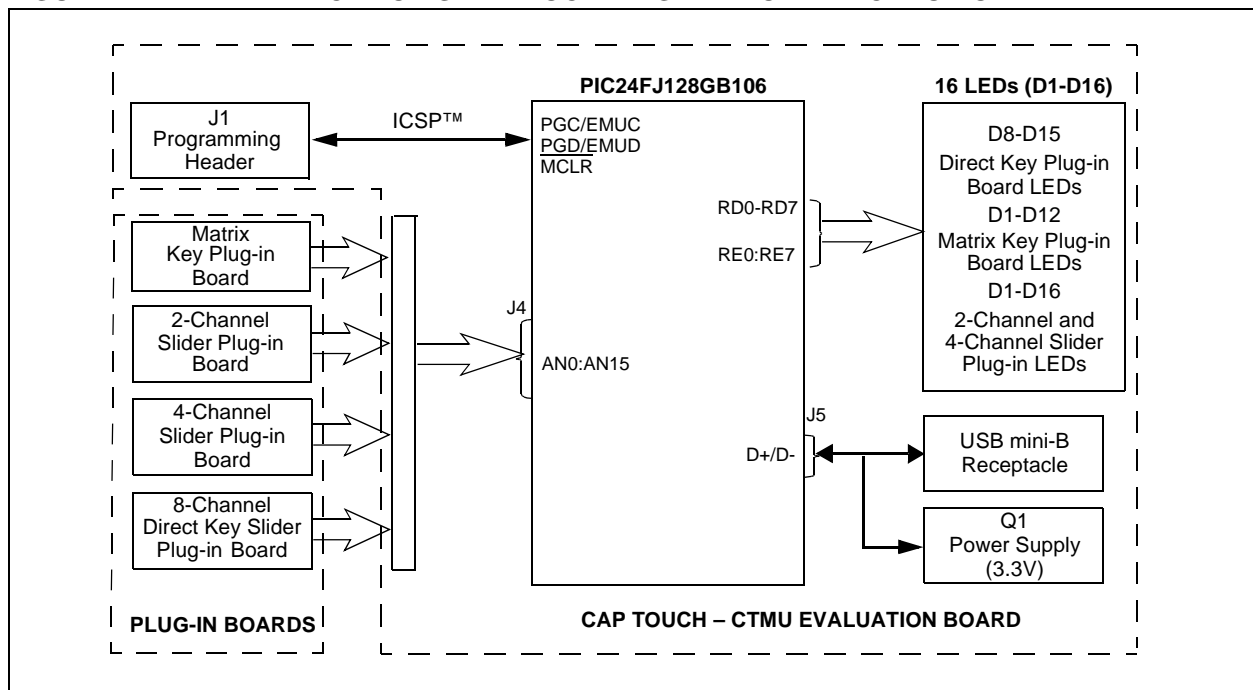 PIC24FJ128GB106
16 LEDs (D1-D16)
J1
Programming
Header
ICSP™
PGC/EMUC
PGD/EMUD
MCLR
D8-D15
Direct Key Plug-in
Board LEDs
D1-D12
Matrix Key Plug-in
Board LEDs
D1-D16
2-Channel and
4-Channel Slider
Plug-in LEDs
RD0-RD7
RE0:RE7
Matrix
Key Plug-in
Board
2-Channel
Slider Plug-in
Board
4-Channel
Slider Plug-in
Board
8-Channel
Direct Key Slider
Plug-in Board
J4
AN0:AN15
J5
D+/D-
USB mini-B
Receptacle
Q1
Power Supply
(3.3V)
PLUG-IN BOARDS
CAP TOUCH – CTMU EVALUATION BOARD